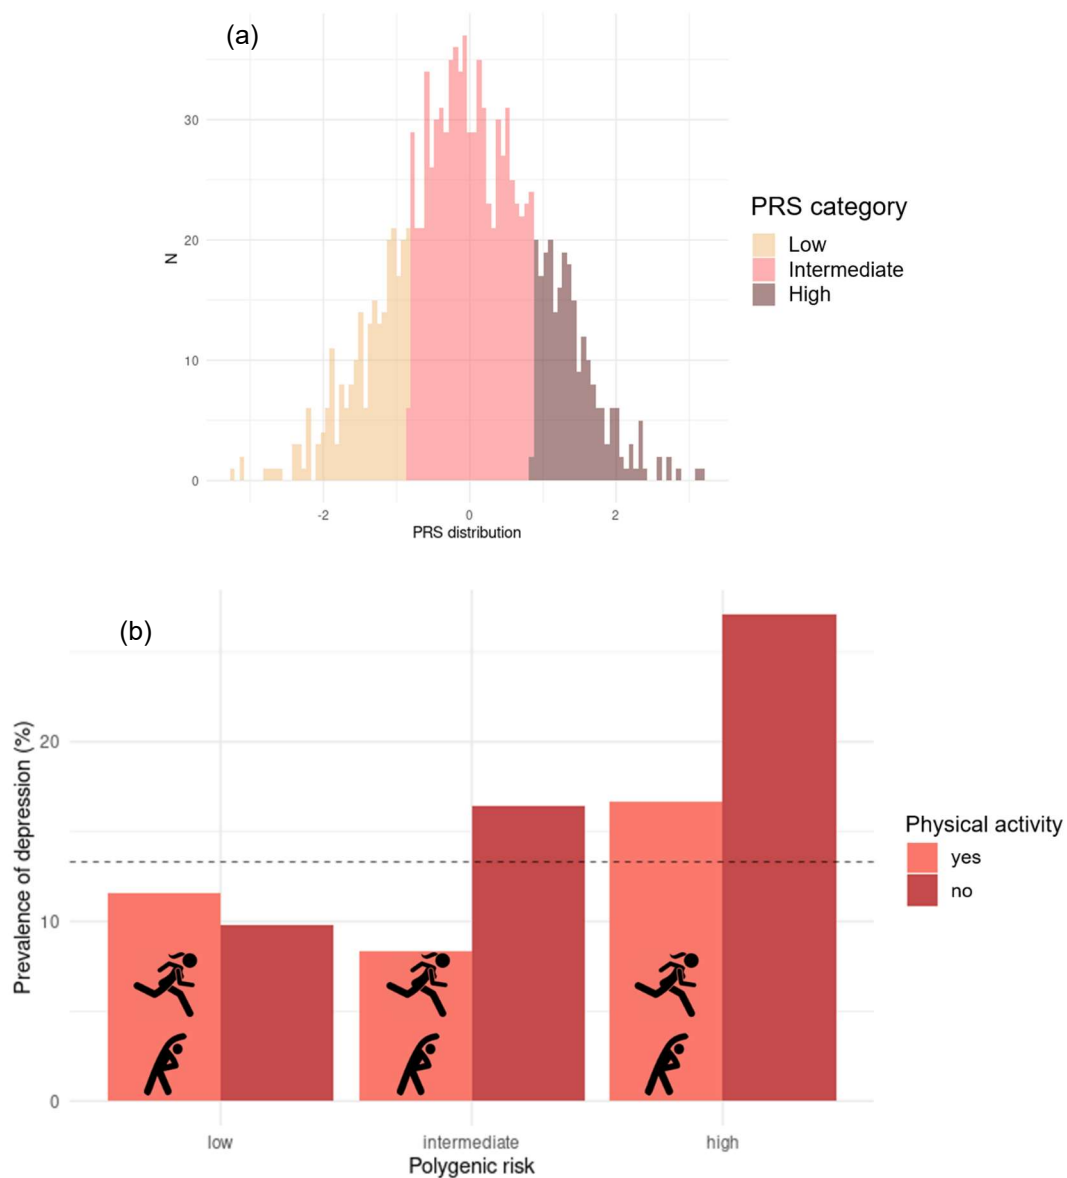 (a)
30
20
10
0
N
-2 0 2
PRS distribution
PRS category
Low
Intermediate
High
(b)
20
10
0
Prevalence of depression (%)
low intermediate high
Polygenic risk
Physical activity
yes
no